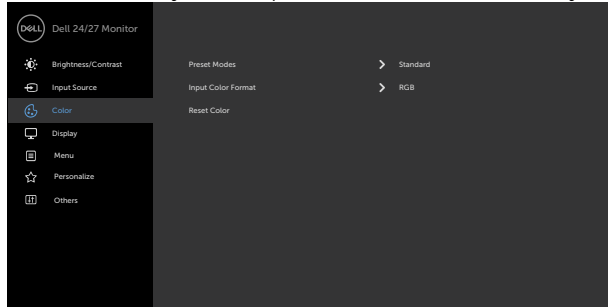 DELL
Dell 24/27 Monitor
Brightness/Contrast
Preset Modes
Standard
Input Source
Input Color Format
RGB
Color
Reset Color
Display
Menu
Personalize
Others